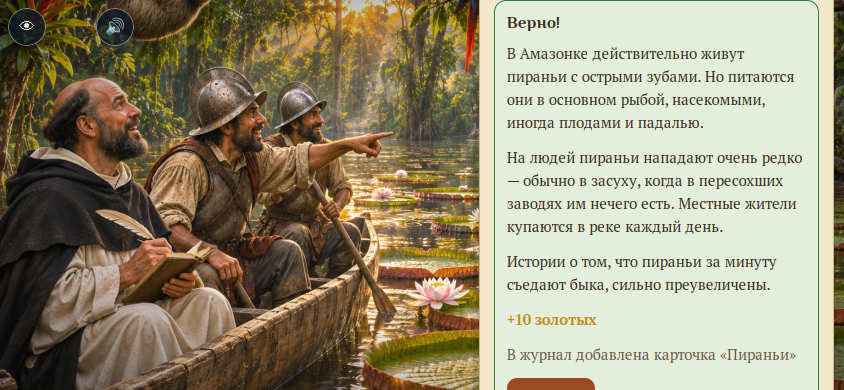 Верно!
В Амазонке действительно живут
пираньи с острыми зубами. Но питаются
они в основном рыбой, насекомыми,
иногда плодами и падалью.
На людей пираньи нападают очень редко
— обычно в засуху, когда в пересохших
заводях им нечего есть. Местные жители
купаются в реке каждый день.
Истории о том, что пираньи за минуту
съедают быка, сильно преувеличены.
+10 золотых
В журнал добавлена карточка «Пираньи»